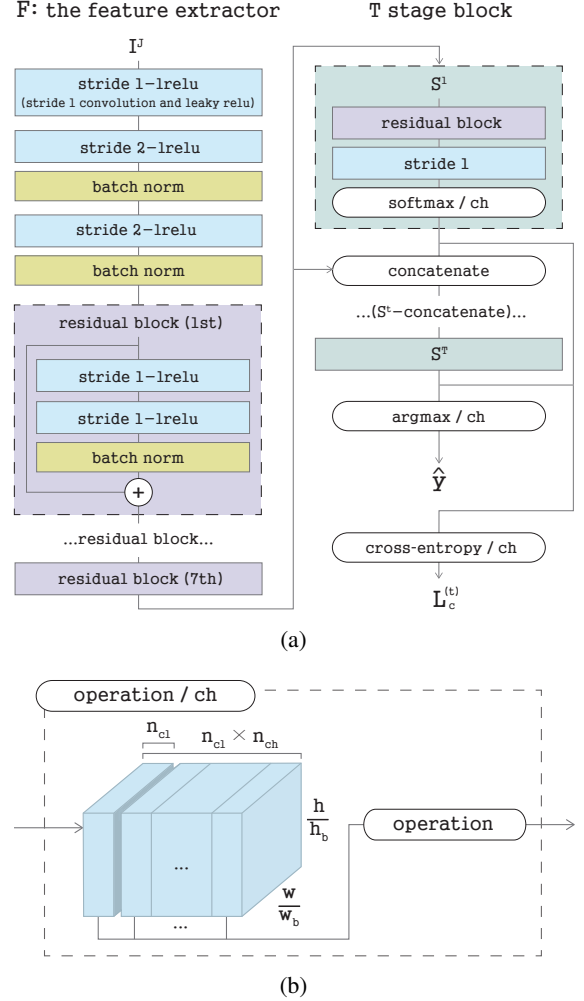 F: the feature extractor
I^J
stride 1-lrelu
(stride 1 convolution and leaky relu)
stride 2-lrelu
batch norm
stride 2-lrelu
batch norm
residual block (1st)
stride 1-lrelu
stride 1-lrelu
batch norm
+
...residual block...
residual block (7th)
T stage block
S^1
residual block
stride 1
softmax / ch
concatenate
...(S^t-concatenate)...
S^T
argmax / ch
ŷ
cross-entropy / ch
L_c^(t)
(a)
operation / ch
n_cl
n_cl × n_ch
h
h_b
operation
...
w
w_b
...
(b)